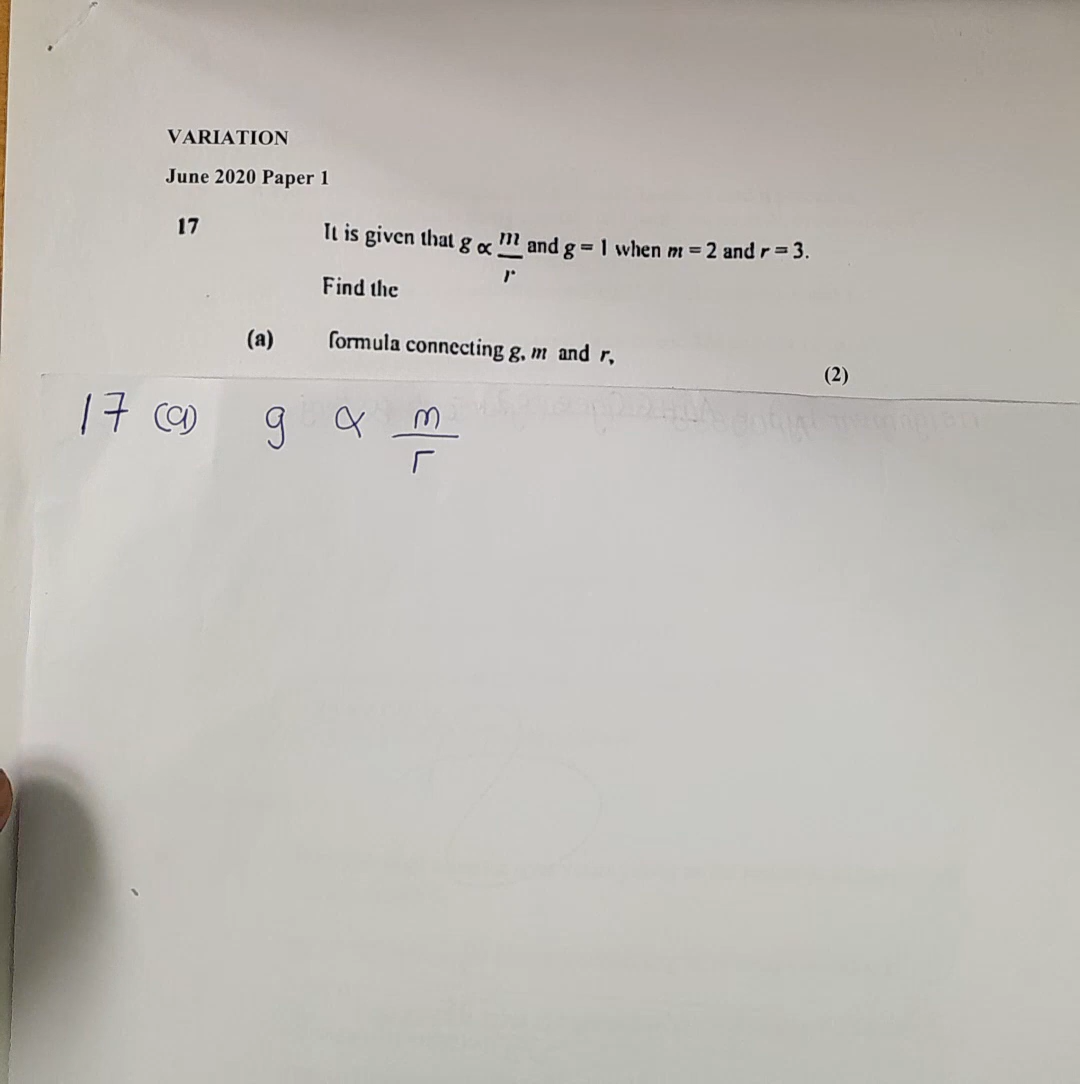 VARIATION
June 2020 Paper 1
17 It is given that g ∝ m/r and g = 1 when m = 2 and r = 3.
Find the
(a) formula connecting g, m and r,
(2)
17 (a) g ∝ m/r